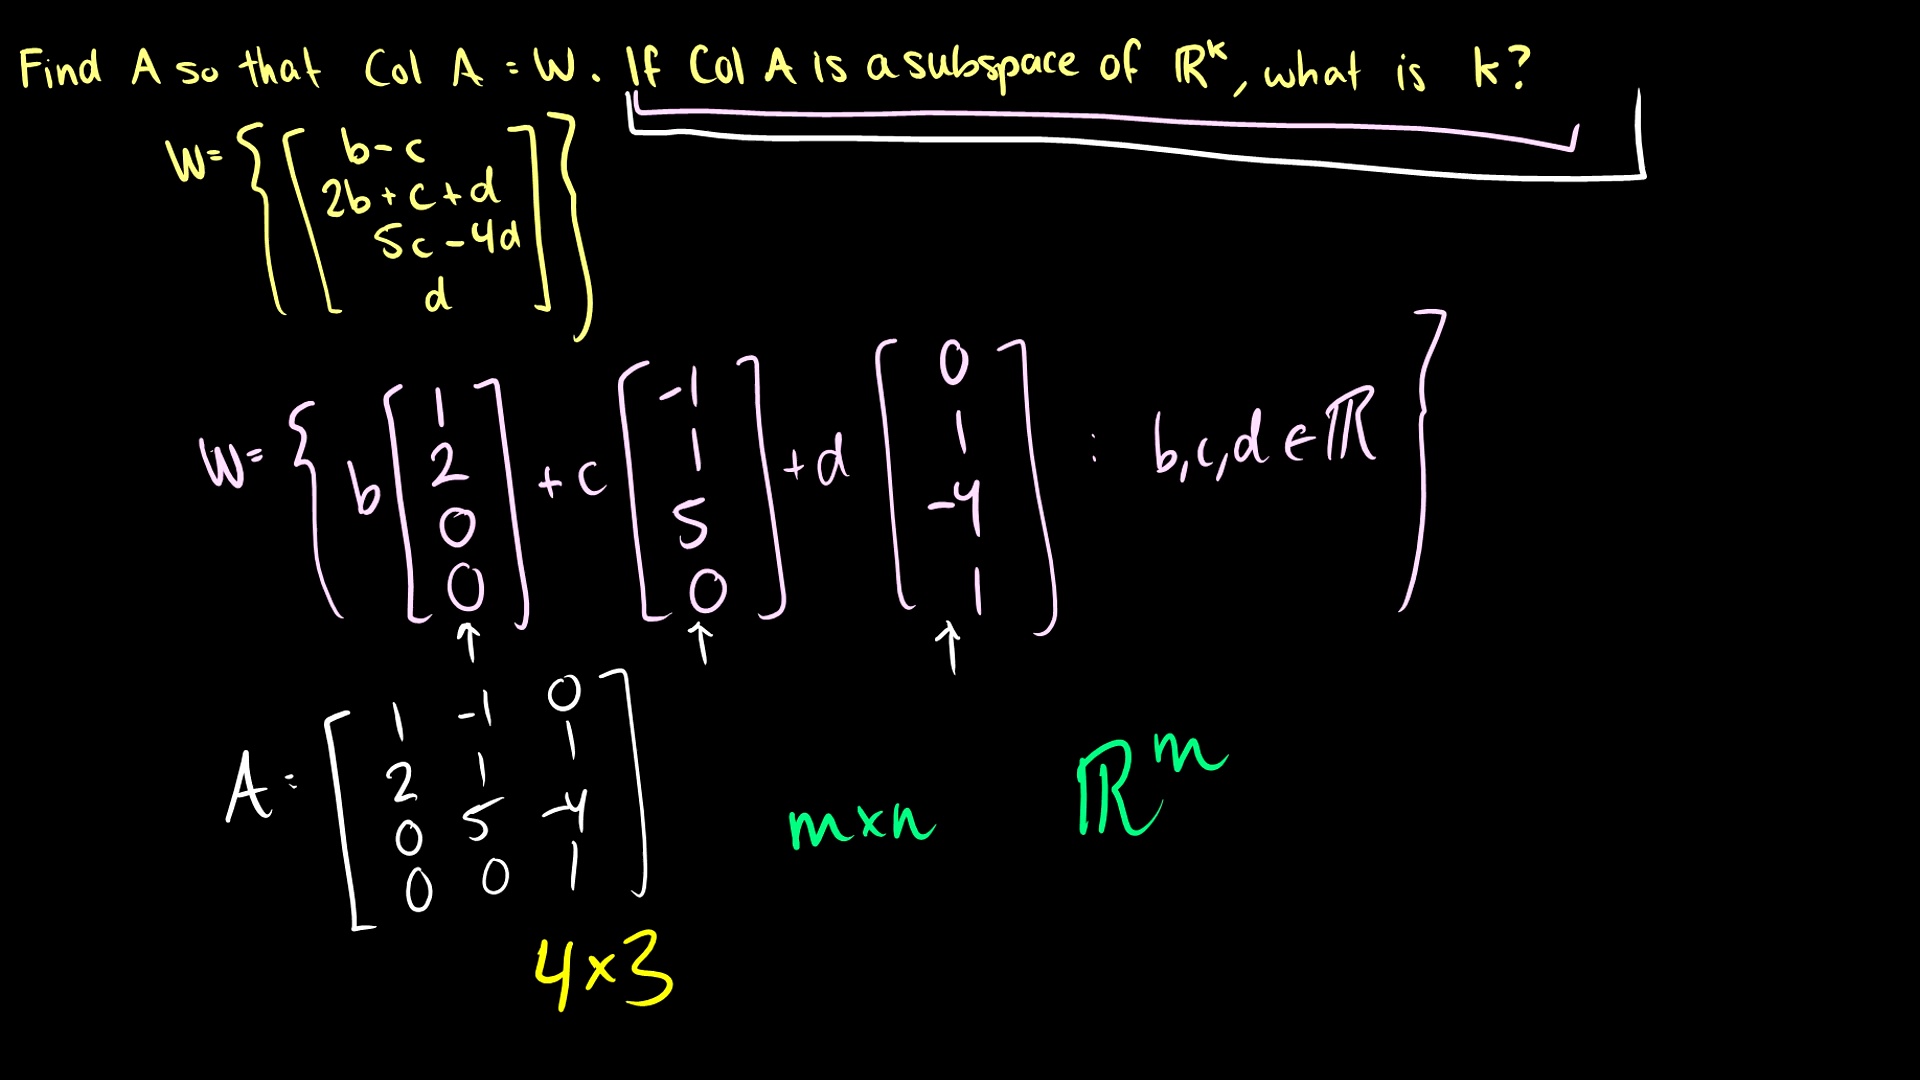 Find A so that Col A = W. If Col A is a subspace of ℝᵏ, what is k?
W = { [ b - c
2b + c + d
5c - 4d
d ] }
W = { b [ 1 2 0 0 ] + c [ -1 1 5 0 ] + d [ 0 1 -4 1 ] : b, c, d ∈ ℝ }
↑ ↑ ↑
A = [ 1 -1 0
2 1 1
0 5 -4
0 0 1 ]
m×n ℝᵐ
4×3